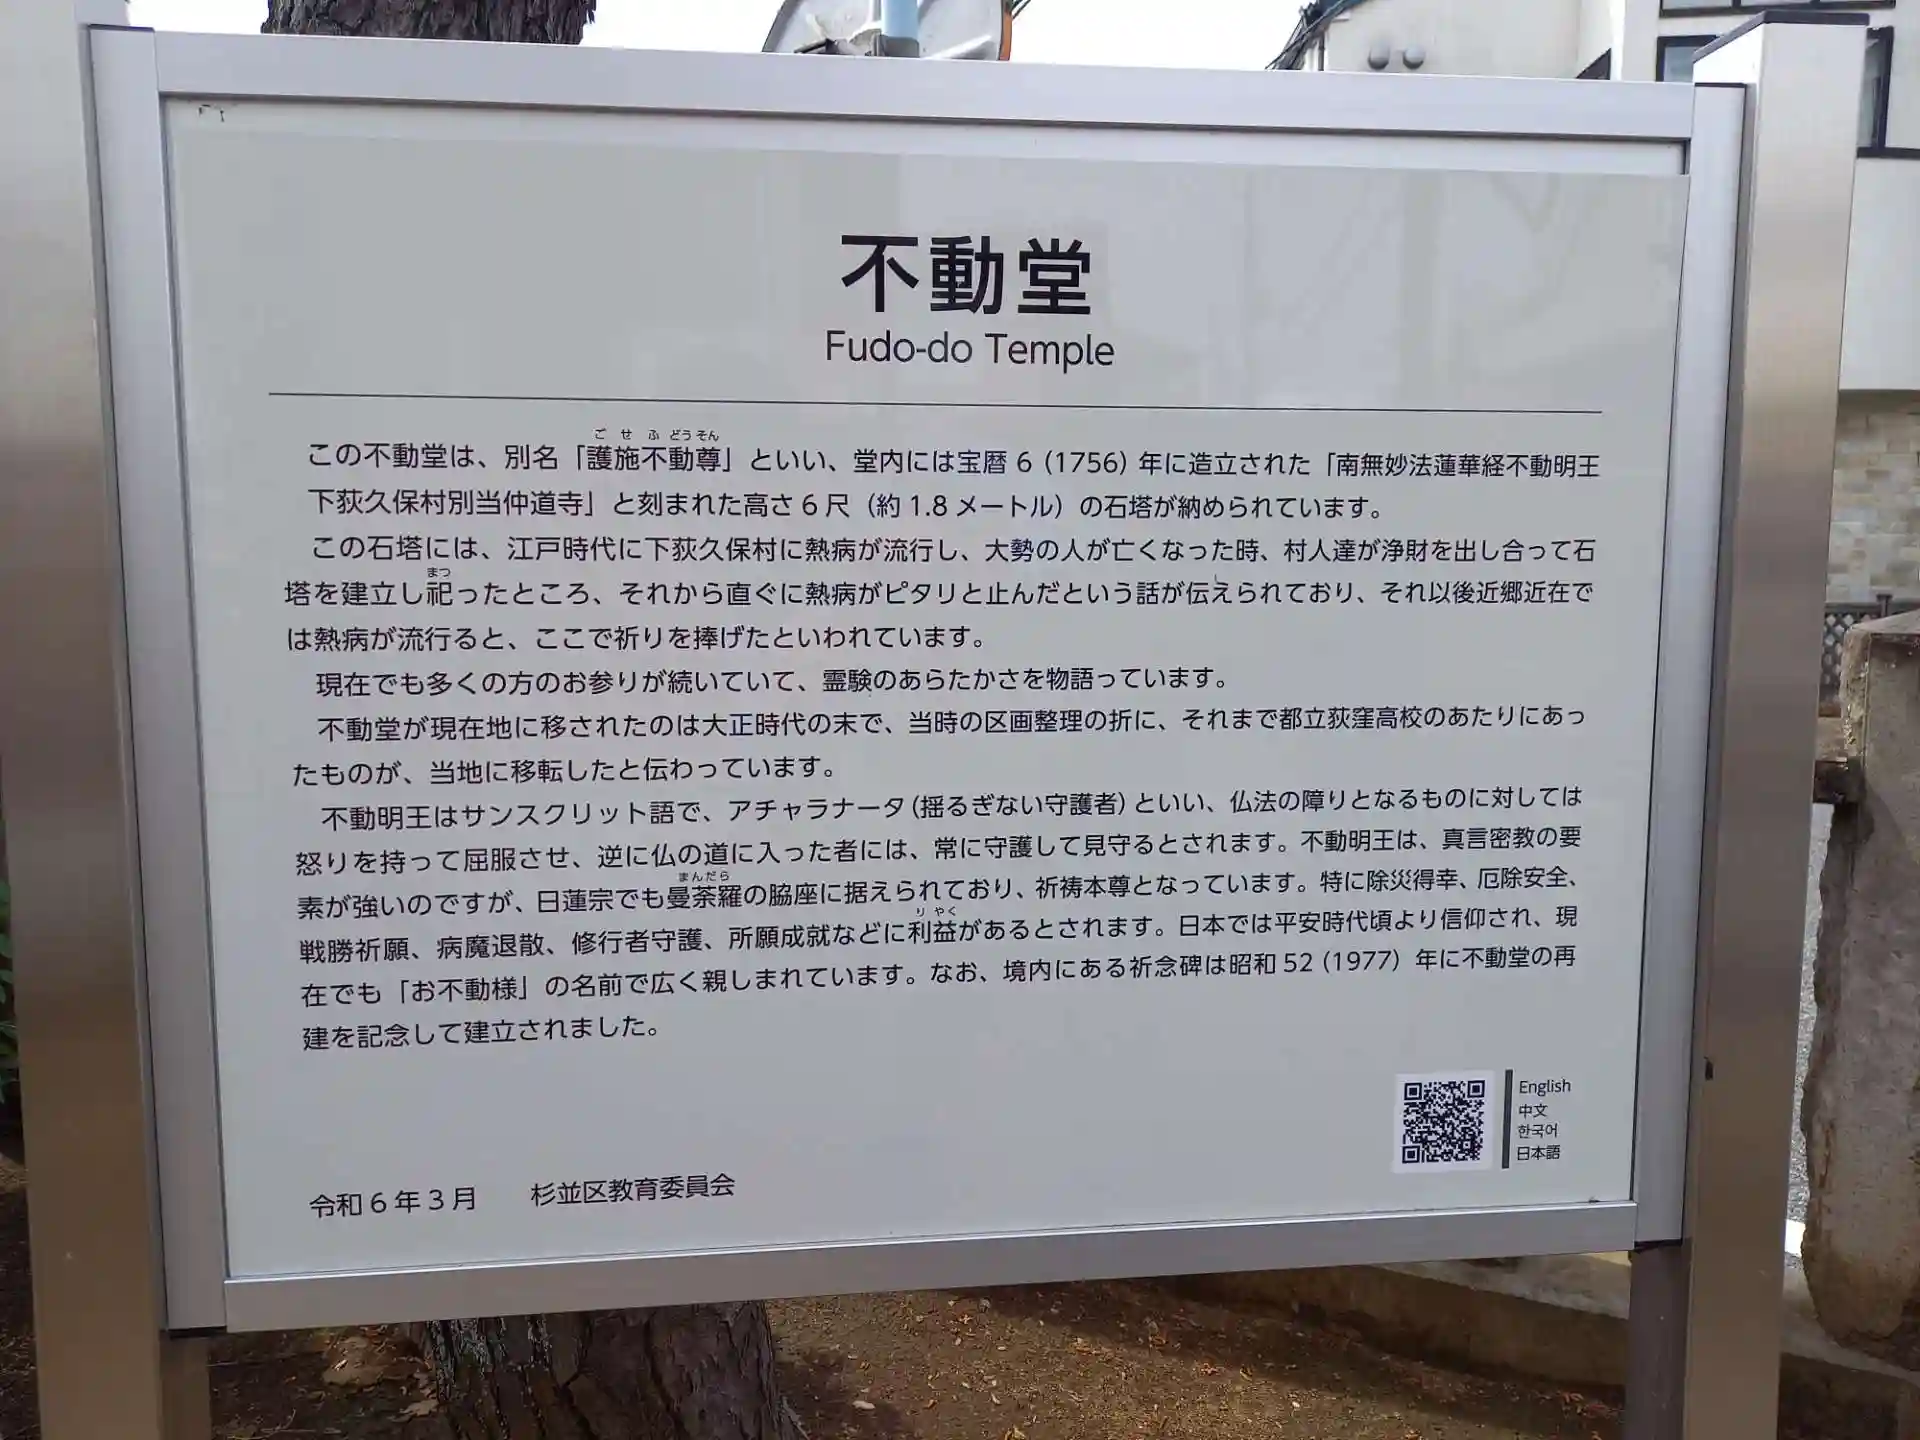 不動堂
Fudo-do Temple
ご せ ふ どうそん
この不動堂は、別名「護施不動尊」といい、堂内には宝暦 6（1756）年に造立された「南無妙法蓮華経不動明王
下荻久保村別当仲道寺」と刻まれた高さ 6 尺（約 1.8 メートル）の石塔が納められています。
この石塔には、江戸時代に下荻久保村に熱病が流行し、大勢の人が亡くなった時、村人達が浄財を出し合って石
まつ
塔を建立し祀ったところ、それから直ぐに熱病がピタリと止んだという話が伝えられており、それ以後近郷近在で
は熱病が流行ると、ここで祈りを捧げたといわれています。
現在でも多くの方のお参りが続いていて、霊験のあらたかさを物語っています。
不動堂が現在地に移されたのは大正時代の末で、当時の区画整理の折に、それまで都立荻窪高校のあたりにあっ
たものが、当地に移転したと伝わっています。
不動明王はサンスクリット語で、アチャラナータ（揺るぎない守護者）といい、仏法の障りとなるものに対しては
怒りを持って屈服させ、逆に仏の道に入った者には、常に守護して見守るとされます。不動明王は、真言密教の要
まんだら
素が強いのですが、日蓮宗でも曼荼羅の脇座に据えられており、祈祷本尊となっています。特に除災得幸、厄除安全、
り やく
戦勝祈願、病魔退散、修行者守護、所願成就などに利益があるとされます。日本では平安時代頃より信仰され、現
在でも「お不動様」の名前で広く親しまれています。なお、境内にある祈念碑は昭和 52（1977）年に不動堂の再
建を記念して建立されました。
English
中文
한국어
日本語
令和 6 年 3 月　杉並区教育委員会